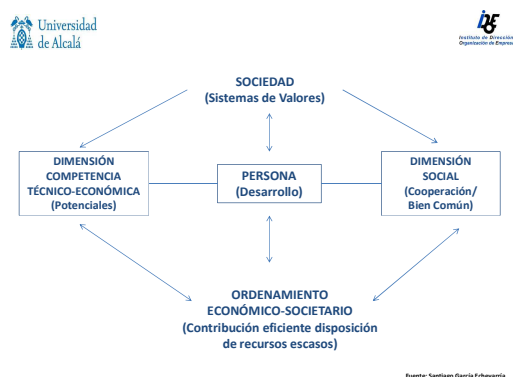 Universidad
de Alcalá
Instituto de Dirección
Organización de Empresa
SOCIEDAD
(Sistemas de Valores)
DIMENSIÓN
COMPETENCIA
TÉCNICO-ECONÓMICA
(Potenciales)
PERSONA
(Desarrollo)
DIMENSIÓN
SOCIAL
(Cooperación/
Bien Común)
ORDENAMIENTO
ECONÓMICO-SOCIETARIO
(Contribución eficiente disposición
de recursos escasos)
Fuente: Santiago García Echevarría